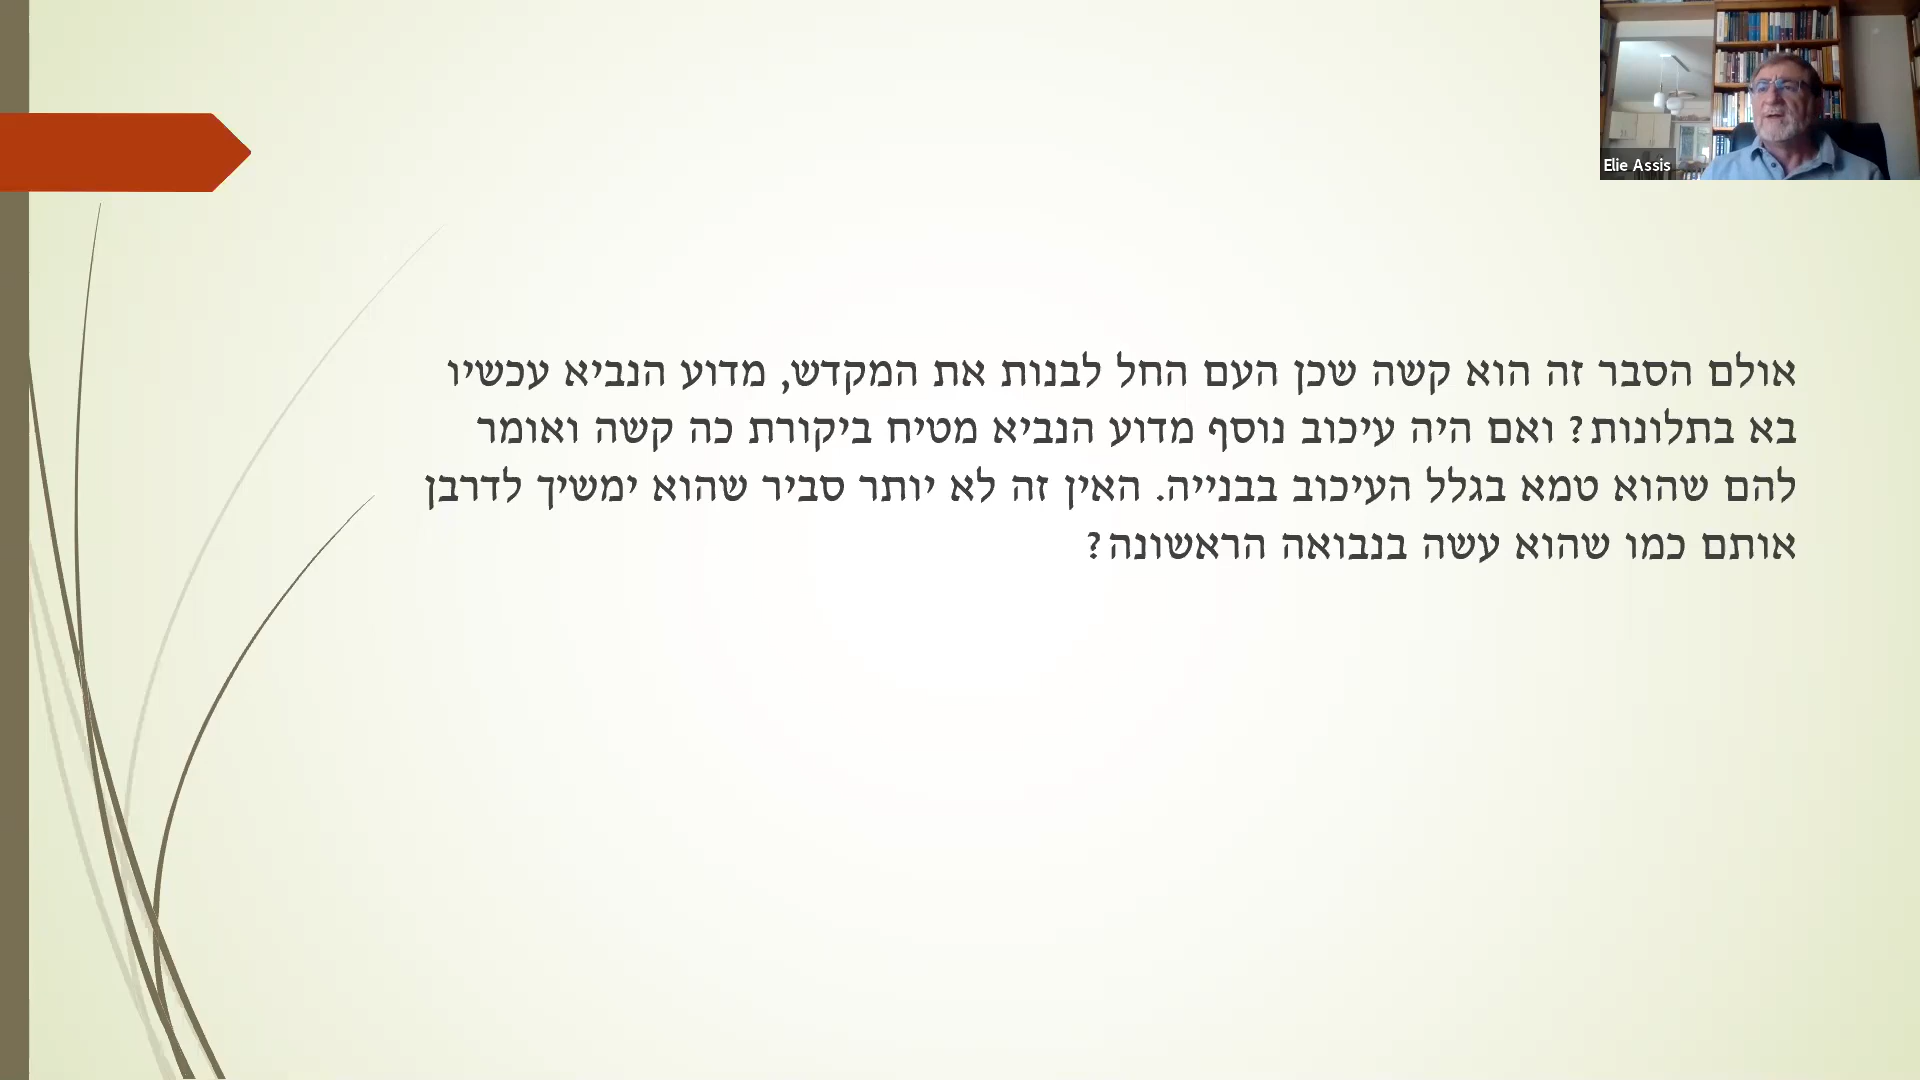 Elie Assis
אולם הסבר זה הוא קשה שכן העם החל לבנות את המקדש, מדוע הנביא עכשיו
בא בתלונות? ואם היה עיכוב נוסף מדוע הנביא מטיח ביקורת כה קשה ואומר
להם שהוא טמא בגלל העיכוב בבנייה. האין זה לא יותר סביר שהוא ימשיך לדרבן
אותם כמו שהוא עשה בנבואה הראשונה?